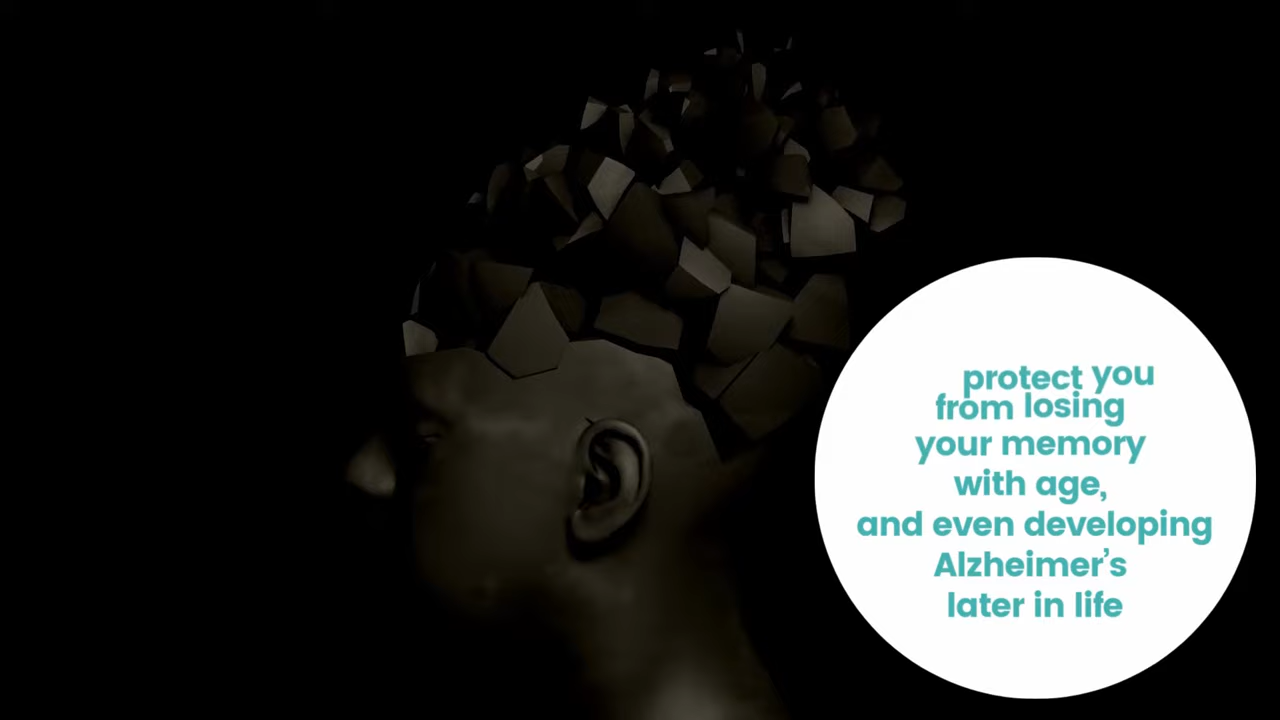 protect you
from losing
your memory
with age,
and even developing
Alzheimer's
later in life